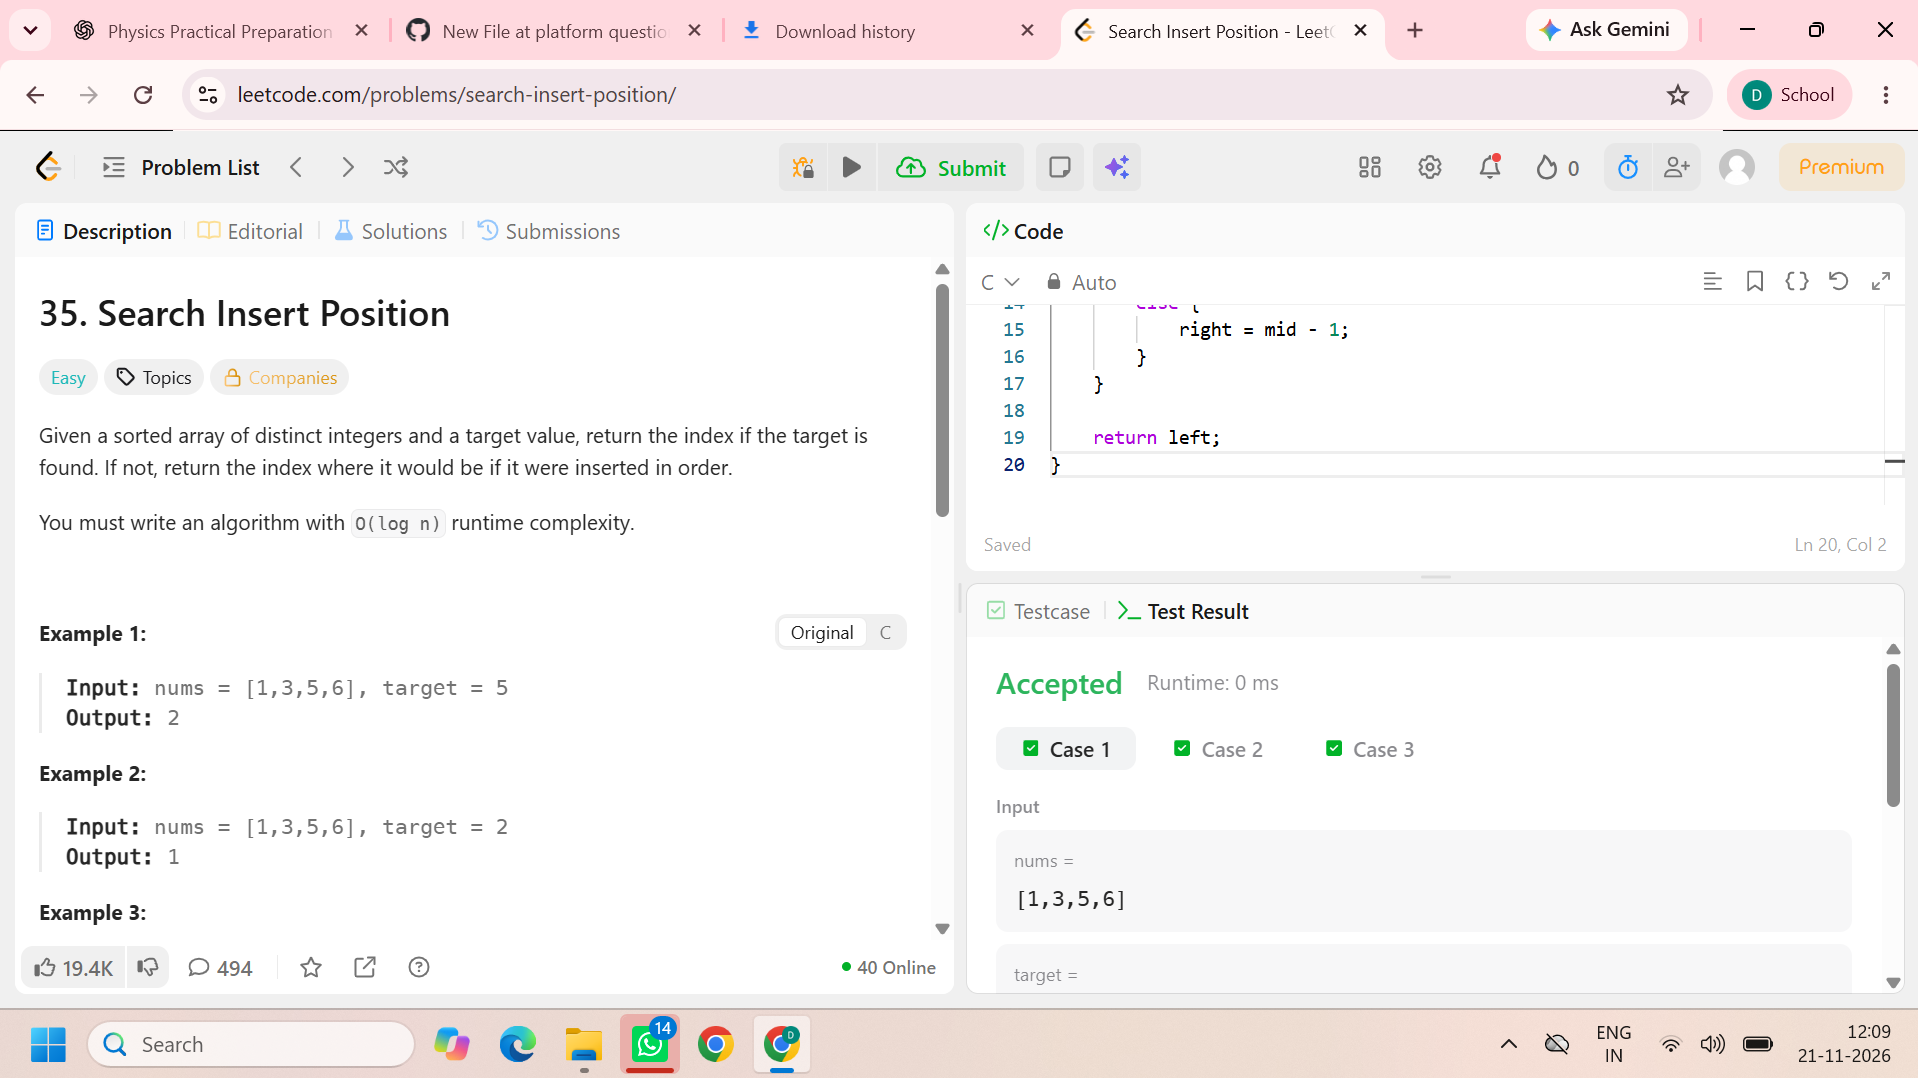 Physics Practical Preparation
New File at platform questio
Download history
Search Insert Position - Leet
Ask Gemini
leetcode.com/problems/search-insert-position/
D
School
Problem List
Submit
0
Premium
Description
Editorial
Solutions
Submissions
35. Search Insert Position
Easy
Topics
Companies
Given a sorted array of distinct integers and a target value, return the index if the target is
found. If not, return the index where it would be if it were inserted in order.
You must write an algorithm with O(log n) runtime complexity.
Example 1:
Original
C
Input: nums = [1,3,5,6], target = 5
Output: 2
Example 2:
Input: nums = [1,3,5,6], target = 2
Output: 1
Example 3:
19.4K
494
40 Online
</> Code
C
Auto
14 else {
15 right = mid - 1;
16 }
17 }
18
19 return left;
20 }
Saved
Ln 20, Col 2
Testcase
>_ Test Result
Accepted
Runtime: 0 ms
Case 1
Case 2
Case 3
Input
nums =
[1,3,5,6]
target =
Search
14
D
ENG
IN
12:09
21-11-2026